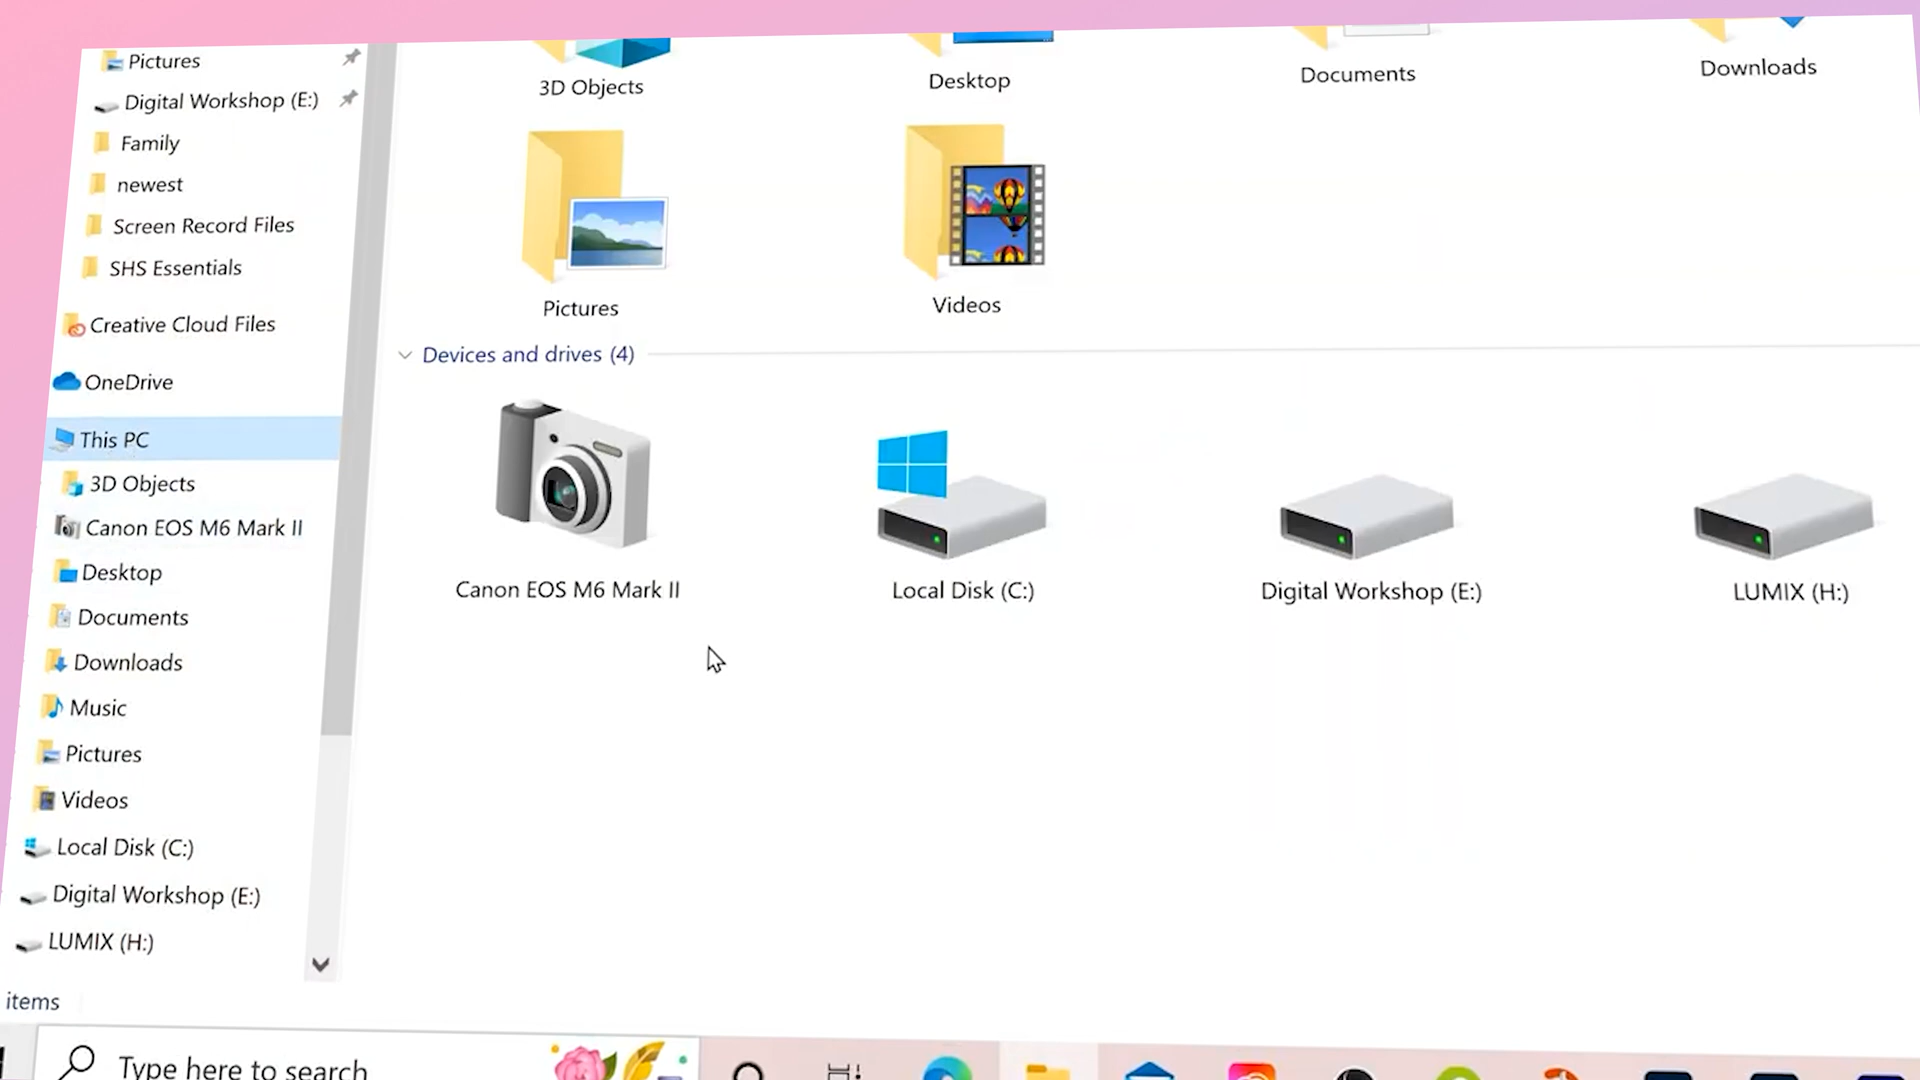 Pictures
Digital Workshop (E:)
Family
newest
Screen Record Files
SHS Essentials
Creative Cloud Files
OneDrive
This PC
3D Objects
Canon EOS M6 Mark II
Desktop
Documents
Downloads
Music
Pictures
Videos
Local Disk (C:)
Digital Workshop (E:)
LUMIX (H:)
items
3D Objects
Desktop
Documents
Downloads
Pictures
Videos
Devices and drives (4)
Canon EOS M6 Mark II
Local Disk (C:)
Digital Workshop (E:)
LUMIX (H:)
Type here to search